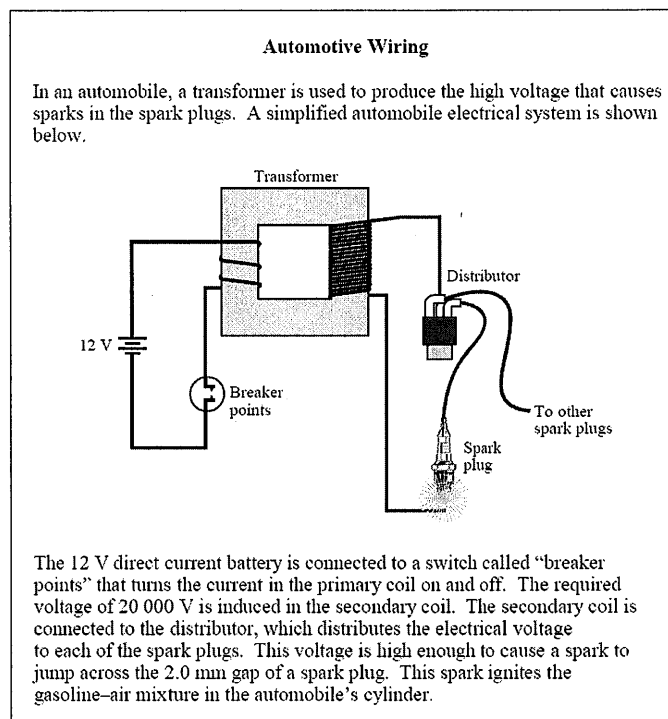 Automotive Wiring
In an automobile, a transformer is used to produce the high voltage that causes
sparks in the spark plugs. A simplified automobile electrical system is shown
below.
Transformer
Distributor
12 V
Breaker
points
To other
spark plugs
Spark
plug
The 12 V direct current battery is connected to a switch called “breaker
points” that turns the current in the primary coil on and off. The required
voltage of 20 000 V is induced in the secondary coil. The secondary coil is
connected to the distributor, which distributes the electrical voltage
to each of the spark plugs. This voltage is high enough to cause a spark to
jump across the 2.0 mm gap of a spark plug. This spark ignites the
gasoline–air mixture in the automobile’s cylinder.